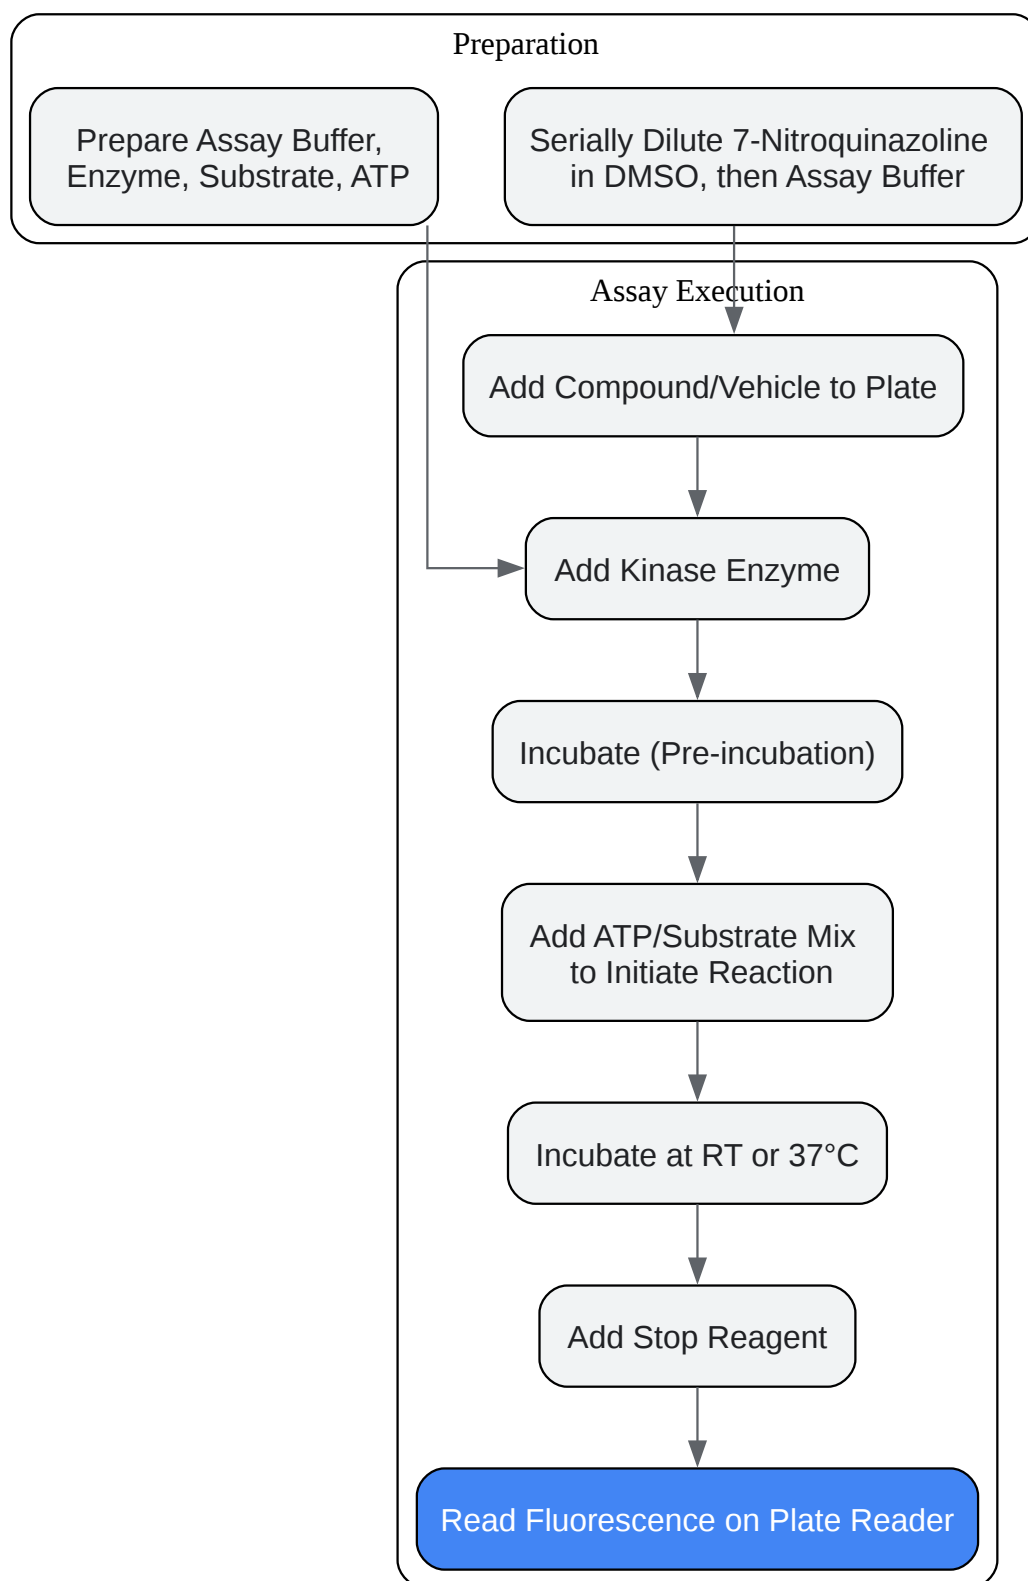 Preparation
Prepare Assay Buffer,
Enzyme, Substrate, ATP
Serially Dilute 7-Nitroquinazoline
in DMSO, then Assay Buffer
Assay Execution
Add Compound/Vehicle to Plate
Add Kinase Enzyme
Incubate (Pre-incubation)
Add ATP/Substrate Mix
to Initiate Reaction
Incubate at RT or 37°C
Add Stop Reagent
Read Fluorescence on Plate Reader